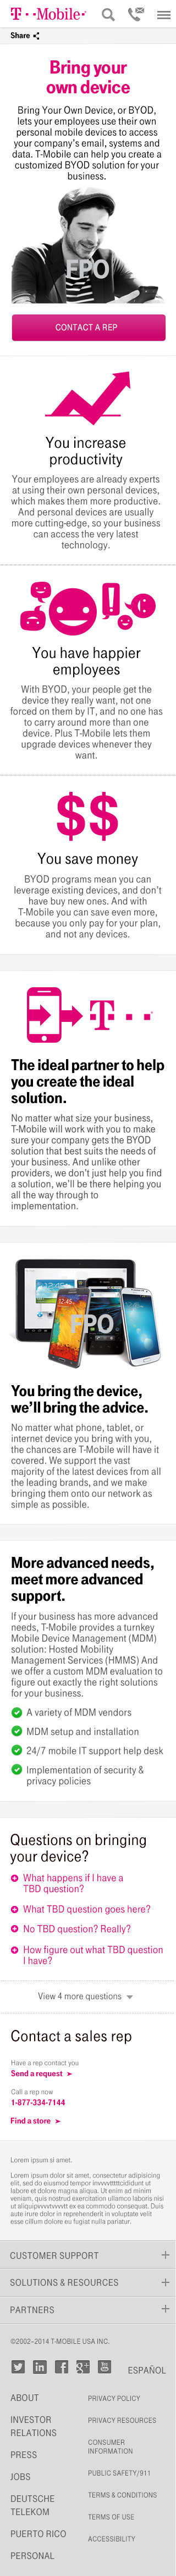 T··Mobile·
Share
Bring your
own device
Bring Your Own Device, or BYOD,
lets your employees use their own
personal mobile devices to access
your company's email, systems and
data. T-Mobile can help you create a
customized BYOD solution for your
business.
FPO
CONTACT A REP
You increase
productivity
Your employees are already experts
at using their own personal devices,
which makes them more productive.
And personal devices are usually
more cutting-edge, so your business
can access the very latest
technology.
You have happier
employees
With BYOD, your people get the
device they really want, not one
forced on them by IT, and no one has
to carry around more than one
device. Plus T-Mobile lets them
upgrade devices whenever they
want.
$$
You save money
BYOD programs mean you can
leverage existing devices, and don't
have buy new ones. And with
T-Mobile you can save even more,
because you only pay for your plan,
and not any devices.
·T··
The ideal partner to help
you create the ideal
solution.
No matter what size your business,
T-Mobile will work with you to make
sure you company gets the BYOD
solution that best suits the needs of
your business. And unlike other
providers, we don't just help you find
a solution, we'll be there helping you
all the way through to
implementation.
FPO
You bring the device,
we'll bring the advice.
No matter what phone, tablet, or
internet device you bring with you,
the chances are T-Mobile will have it
covered. We support the vast
majority of the latest devices from all
the leading brands, and we make
bringing them onto our network as
simple as possible.
More advanced needs,
meet more advanced
support.
If your business has more advanced
needs, T-Mobile provides a turnkey
Mobile Device Management (MDM)
solution: Hosted Mobility
Management Services (HMMS) And
we offer a custom MDM evaluation to
figure out exactly the right solutions
for your business.
A variety of MDM vendors
MDM setup and installation
24/7 mobile IT support help desk
Implementation of security &
privacy policies
Questions on bringing
your device?
What happens if I have a
TBD question?
What TBD question goes here?
No TBD question? Really?
How figure out what TBD question
I have?
View 4 more questions
Contact a sales rep
Have a rep contact you
Send a request
Call a rep now
1-877-334-7144
Find a store
Lorem ipsum si amet.
Lorem ipsum dolor sit amet, consectetur adipisicing
elit, sed do eiusmod tempor invvvvttttcididunt ut
labore et dolore magna aliqua. Ut enim ad minim
veniam, quis nostrud exercitation ullamco laboris nisi
ut aliquipvvvhvvvvt ex ea commodo consequat. Duis
aute irure dolor in reprehenderit in voluptate velit
esse cillum dolore eu fugiat nulla pariatur.
CUSTOMER SUPPORT
SOLUTIONS & RESOURCES
PARTNERS
©2002–2014 T-MOBILE USA INC.
ESPAÑOL
ABOUT
INVESTOR
RELATIONS
PRESS
JOBS
DEUTSCHE
TELEKOM
PUERTO RICO
PERSONAL
PRIVACY POLICY
PRIVACY RESOURCES
CONSUMER
INFORMATION
PUBLIC SAFETY/911
TERMS & CONDITIONS
TERMS OF USE
ACCESSIBILITY